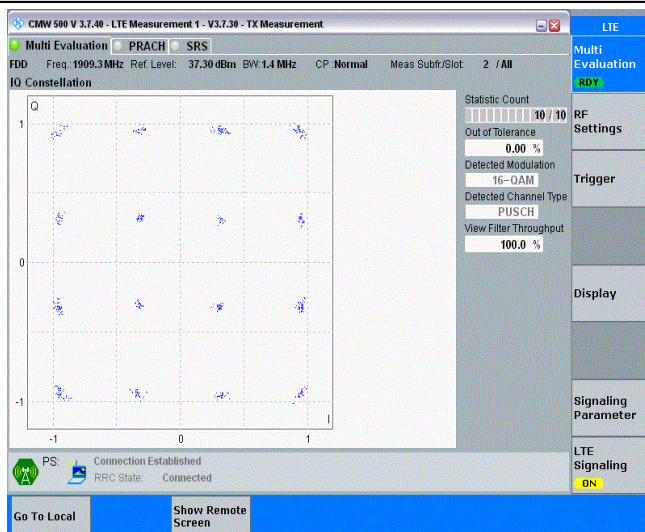 CMW 500 V 3.7.40 - LTE Measurement 1 - V3.7.30 - TX Measurement
LTE
Multi Evaluation PRACH SRS
Multi
Evaluation
RDY
FDD Freq.:1909.3 MHz Ref. Level: 37.30 dBm BW:1.4 MHz CP :Normal Meas Subfr./Slot: 2 / All
IQ Constellation
Q
1
0
-1
I
-1 0 1
Statistic Count
10 / 10
Out of Tolerance
0.00 %
Detected Modulation
16-QAM
Detected Channel Type
PUSCH
View Filter Throughput
100.0 %
RF
Settings
Trigger
Display
Signaling
Parameter
LTE
Signaling
ON
PS: Connection Established
RRC State: Connected
Go To Local
Show Remote
Screen